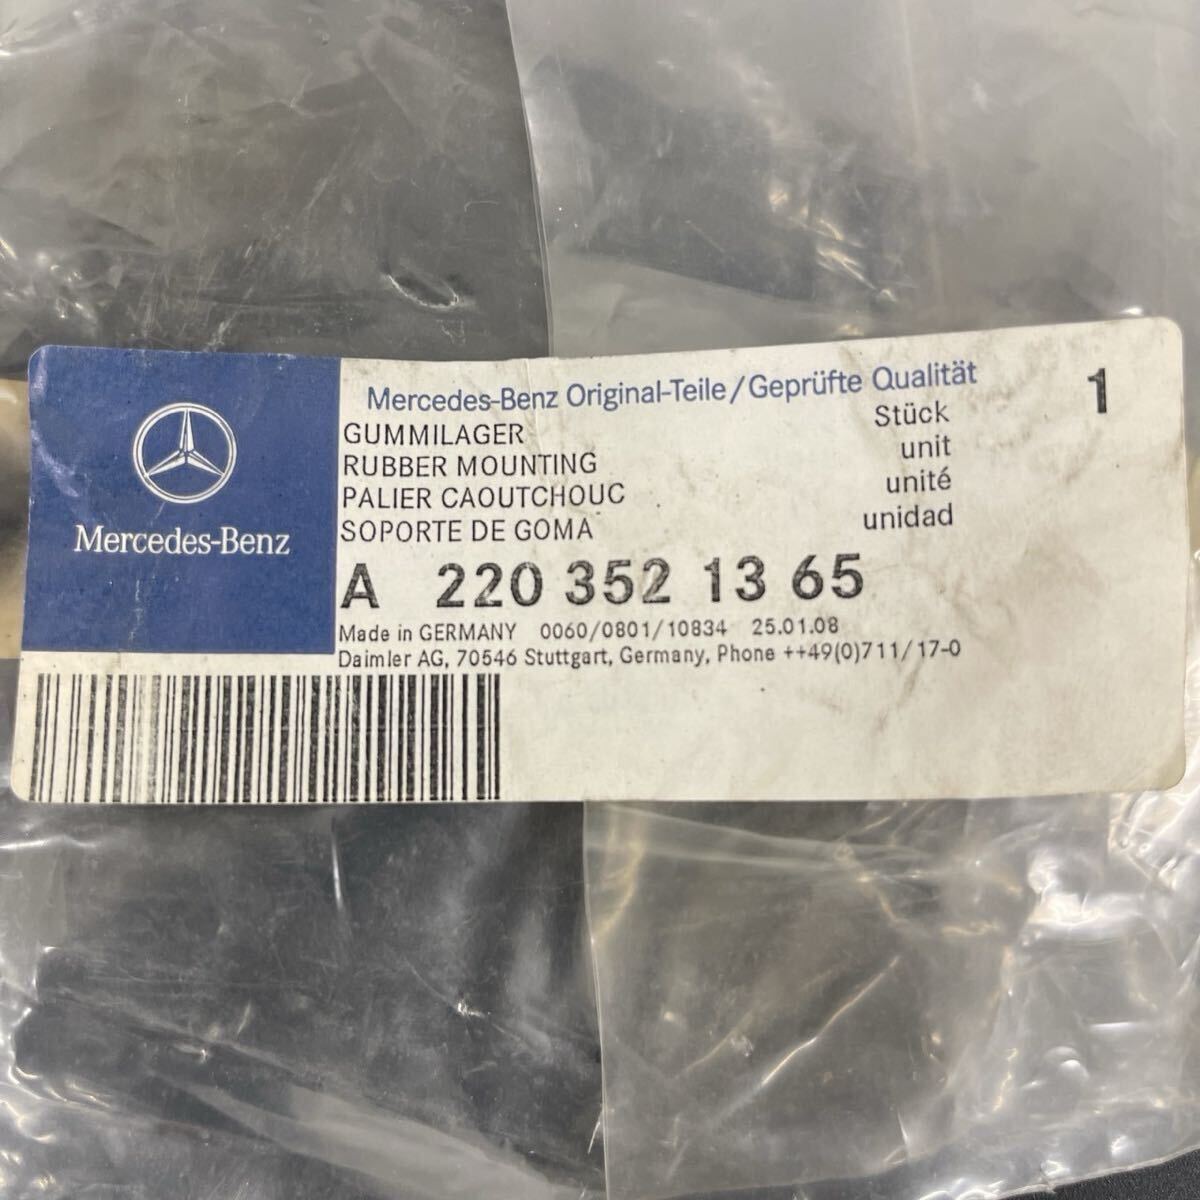 Mercedes-Benz Original-Teile/Geprüfte Qualität
1
GUMMILAGER Stück
RUBBER MOUNTING unit
PALIER CAOUTCHOUC unité
SOPORTE DE GOMA unidad
Mercedes-Benz
A 220 352 13 65
Made in GERMANY 0060/0801/10834 25.01.08
Daimler AG, 70546 Stuttgart, Germany, Phone ++49(0)711/17-0